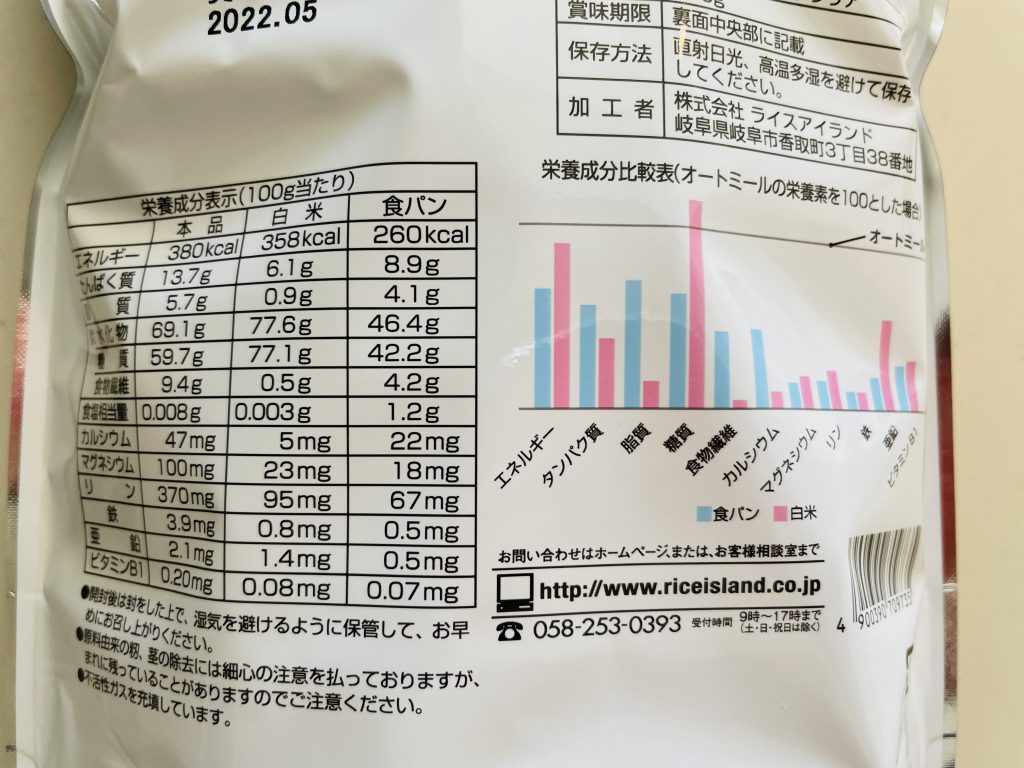 2022.05
賞味期限 裏面中央部に記載
保存方法 直射日光、高温多湿を避けて保存
してください。
加工者 株式会社 ライスアイランド
岐阜県岐阜市香取町3丁目38番地
栄養成分表示(100g当たり)
本品 白米 食パン
エネルギー 380kcal 358kcal 260kcal
たんぱく質 13.7g 6.1g 8.9g
質 5.7g 0.9g 4.1g
炭水化物 69.1g 77.6g 46.4g
糖質 59.7g 77.1g 42.2g
食物繊維 9.4g 0.5g 4.2g
食塩相当量 0.008g 0.003g 1.2g
カルシウム 47mg 5mg 22mg
マグネシウム 100mg 23mg 18mg
リン 370mg 95mg 67mg
鉄 3.9mg 0.8mg 0.5mg
亜鉛 2.1mg 1.4mg 0.5mg
ビタミンB1 0.20mg 0.08mg 0.07mg
●開封後は封をした上で、湿気を避けるように保管して、お早
めにお召し上がりください。
●原料由来の籾、茎の除去には細心の注意を払っておりますが、
まれに残っていることがありますのでご注意ください。
●不活性ガスを充填しています。
栄養成分比較表(オートミールの栄養素を100とした場合)
オートミール
エネルギー
タンパク質
脂質
糖質
食物繊維
カルシウム
マグネシウム
リン
鉄
亜鉛
ビタミンB1
食パン 白米
お問い合わせはホームページ、または、お客様相談室まで
http://www.riceisland.co.jp
058-253-0393 受付時間 9時〜17時まで
(土・日・祝日は除く)